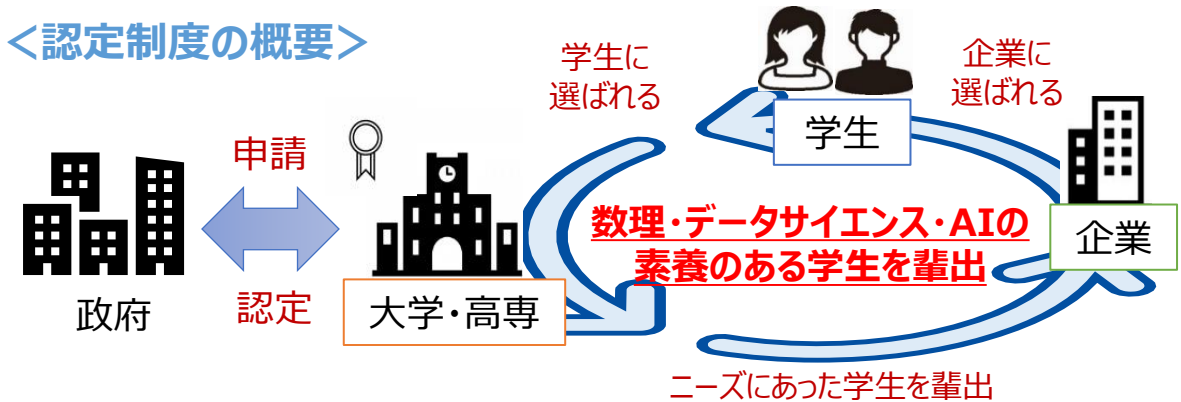 ＜認定制度の概要＞
学生に
選ばれる
企業に
選ばれる
学生
申請
認定
政府
大学・高専
数理・データサイエンス・AIの
素養のある学生を輩出
企業
ニーズにあった学生を輩出